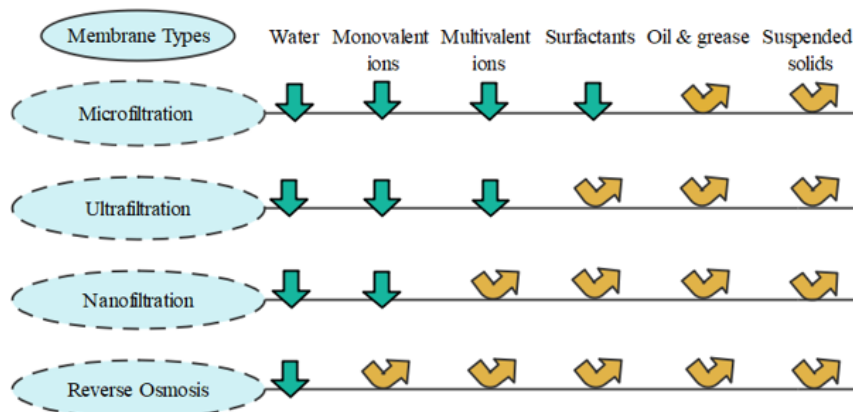 Membrane Types
Water
Monovalent
ions
Multivalent
ions
Surfactants
Oil & grease
Suspended
solids
Microfiltration
Ultrafiltration
Nanofiltration
Reverse Osmosis